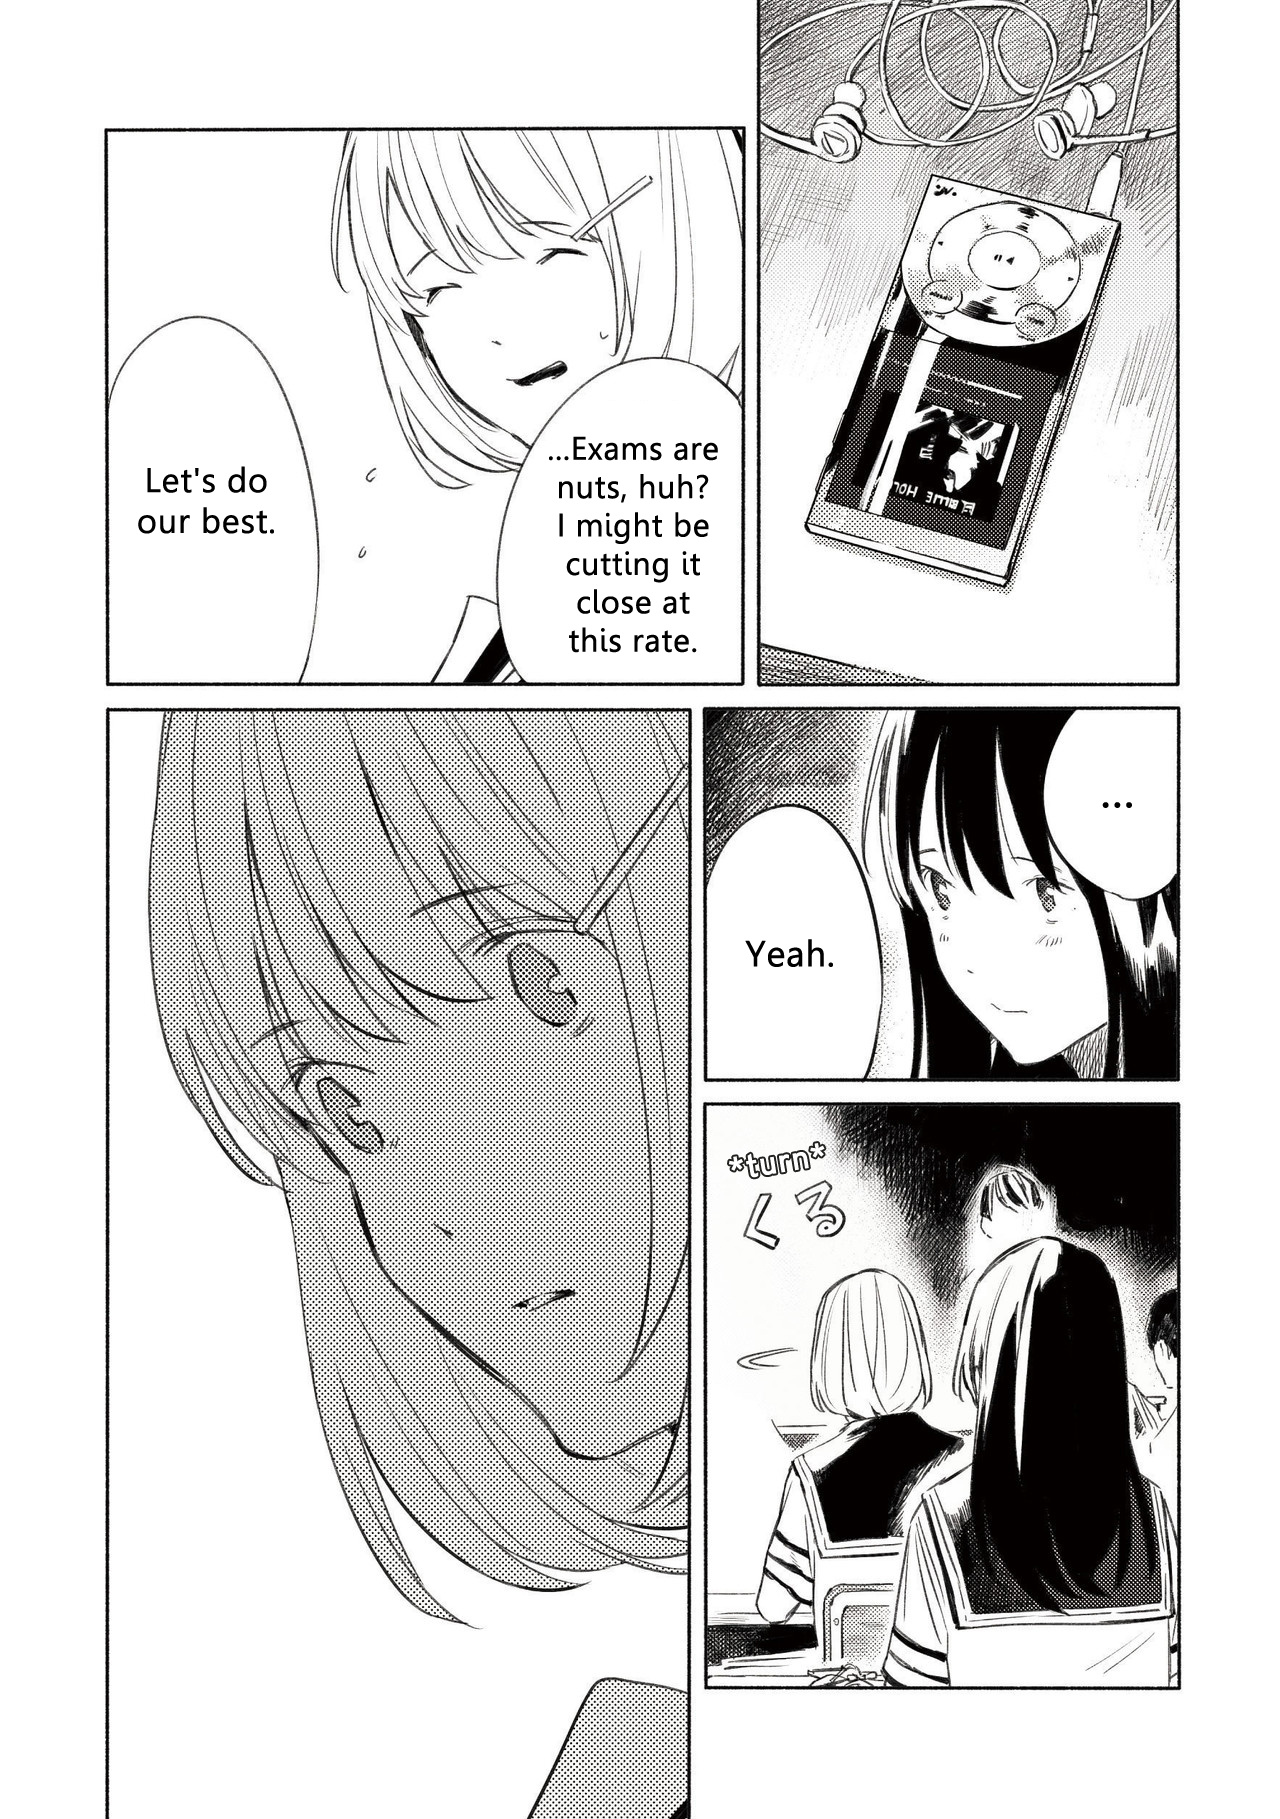 ...Exams are
nuts, huh?
I might be
cutting it
close at
this rate.
Let's do
our best.
...
Yeah.
*turn*
くる